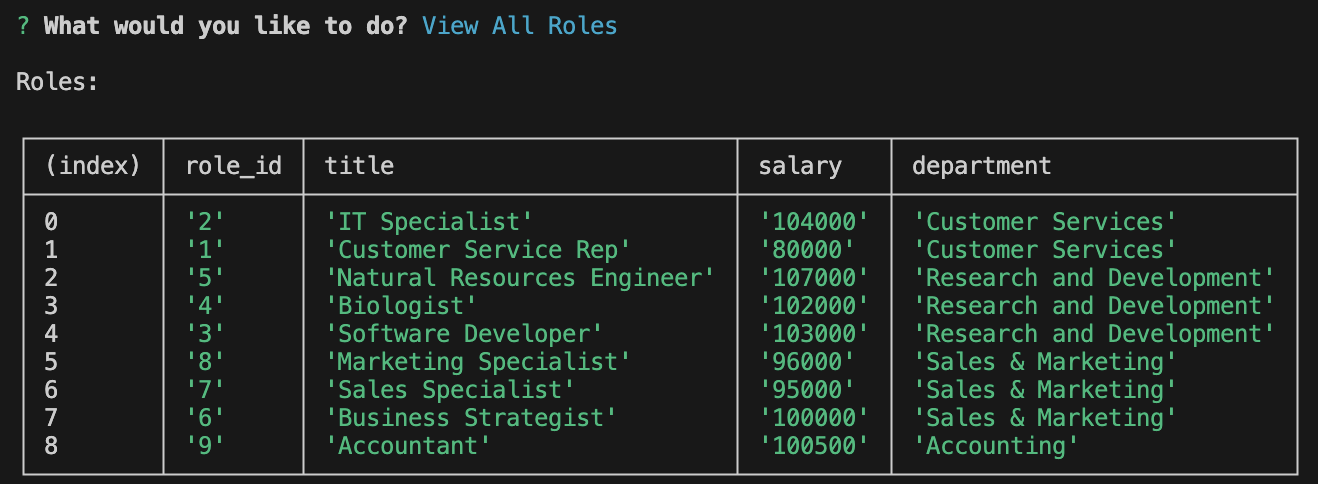 ? What would you like to do? View All Roles
Roles:
(index) role_id title salary department
0 '2' 'IT Specialist' '104000' 'Customer Services'
1 '1' 'Customer Service Rep' '80000' 'Customer Services'
2 '5' 'Natural Resources Engineer' '107000' 'Research and Development'
3 '4' 'Biologist' '102000' 'Research and Development'
4 '3' 'Software Developer' '103000' 'Research and Development'
5 '8' 'Marketing Specialist' '96000' 'Sales & Marketing'
6 '7' 'Sales Specialist' '95000' 'Sales & Marketing'
7 '6' 'Business Strategist' '100000' 'Sales & Marketing'
8 '9' 'Accountant' '100500' 'Accounting'